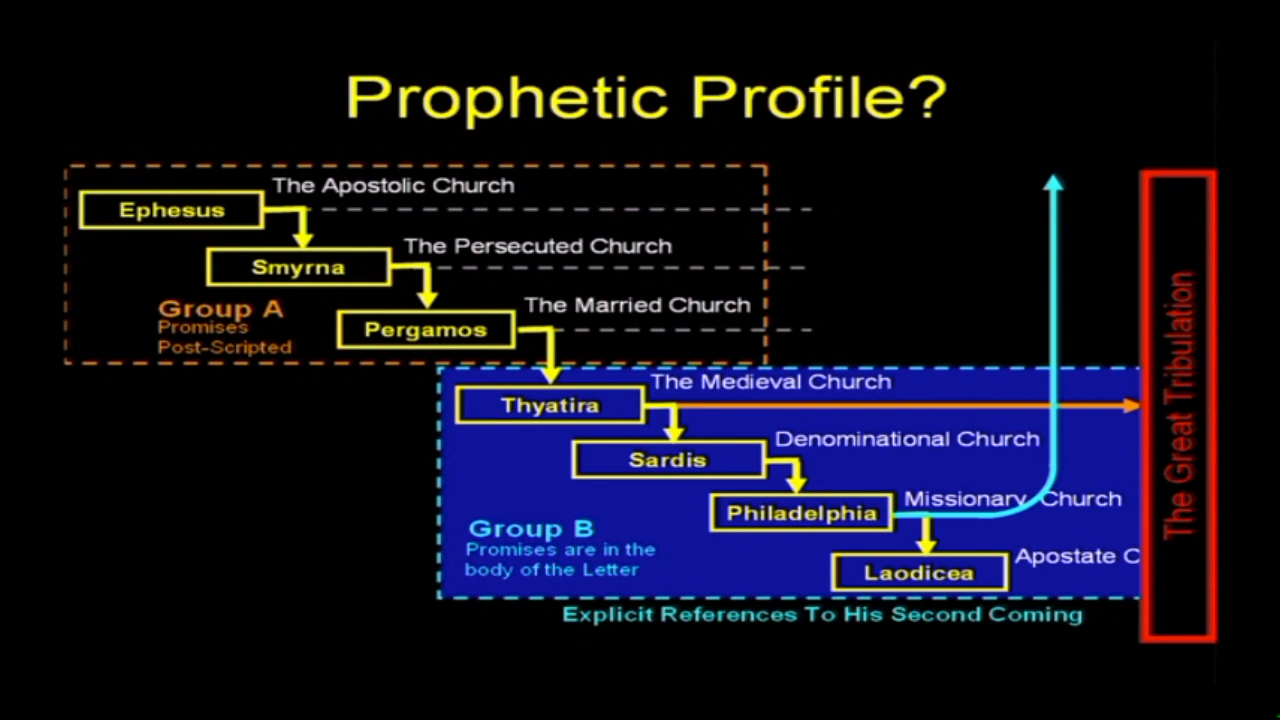 Prophetic Profile?
The Apostolic Church
Ephesus
The Persecuted Church
Smyrna
The Married Church
Group A
Promises
Post-Scripted
Pergamos
The Medieval Church
Thyatira
Denominational Church
Sardis
Missionary Church
Philadelphia
Group B
Promises are in the
body of the Letter
Apostate C
Laodicea
Explicit References To His Second Coming
The Great Tribulation